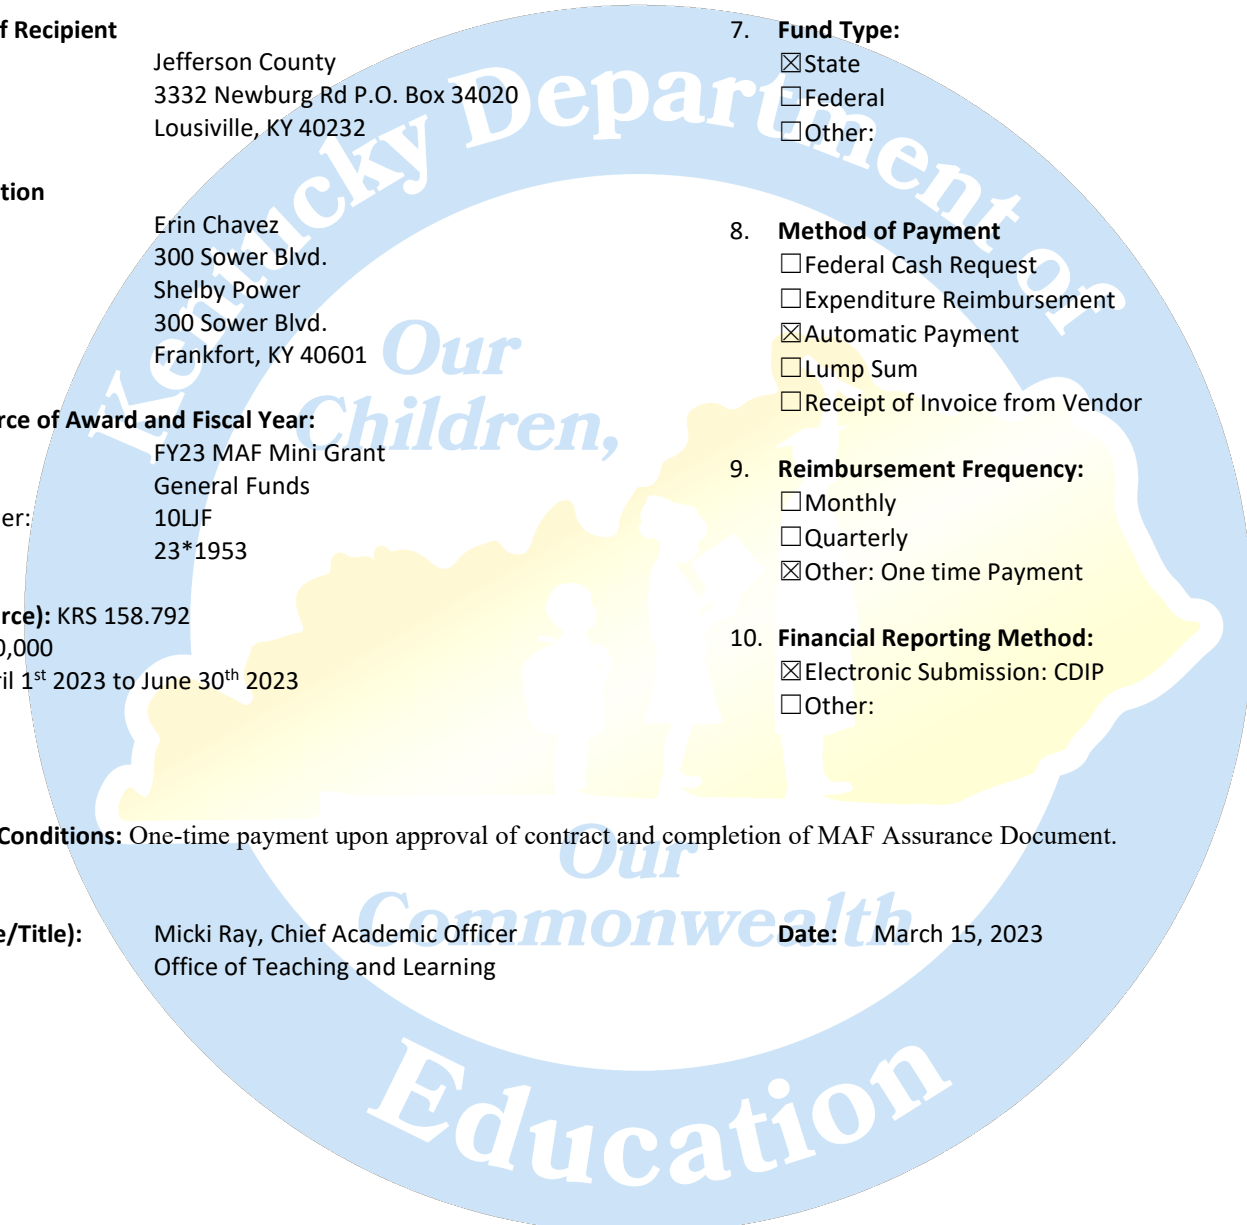 f Recipient
Jefferson County
3332 Newburg Rd P.O. Box 34020
Lousiville, KY 40232
tion
Erin Chavez
300 Sower Blvd.
Shelby Power
300 Sower Blvd.
Frankfort, KY 40601
rce of Award and Fiscal Year:
FY23 MAF Mini Grant
General Funds
er: 10LJF
23*1953
rce): KRS 158.792
0,000
ril 1st 2023 to June 30th 2023
7. Fund Type:
☒State
☐Federal
☐Other:
8. Method of Payment
☐Federal Cash Request
☐Expenditure Reimbursement
☒Automatic Payment
☐Lump Sum
☐Receipt of Invoice from Vendor
9. Reimbursement Frequency:
☐Monthly
☐Quarterly
☒Other: One time Payment
10. Financial Reporting Method:
☒Electronic Submission: CDIP
☐Other:
Conditions: One-time payment upon approval of contract and completion of MAF Assurance Document.
e/Title): Micki Ray, Chief Academic Officer Date: March 15, 2023
Office of Teaching and Learning
Kentucky Department of
Education
Our
Children,
Our
Commonwealth